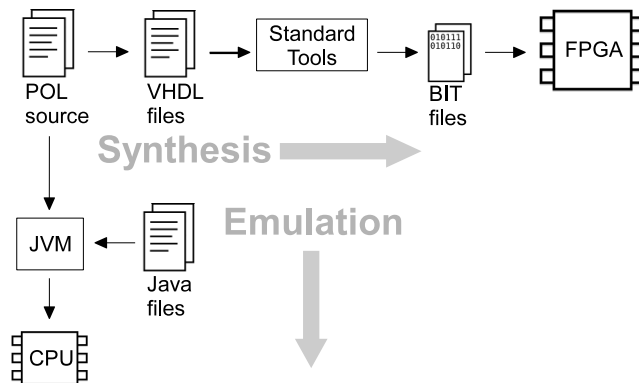 Standard
Tools
010111
010110
FPGA
POL
source
VHDL
files
BIT
files
Synthesis
Emulation
JVM
Java
files
CPU